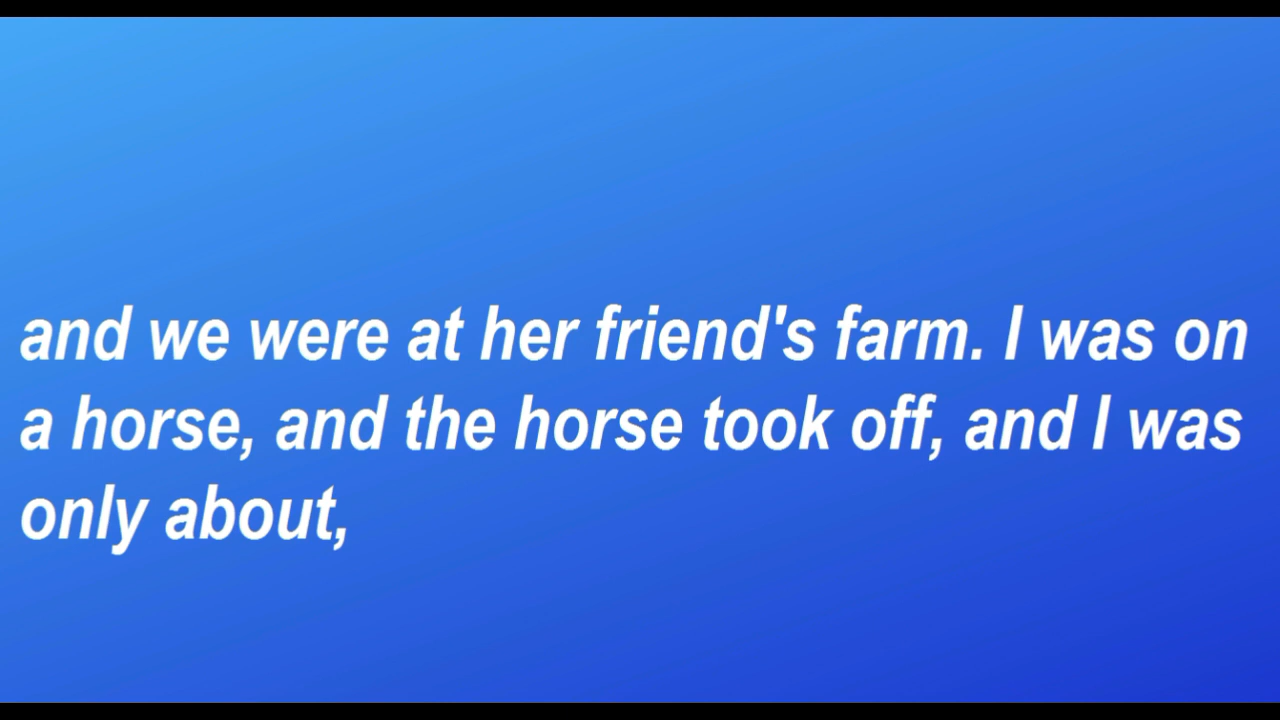 and we were at her friend's farm. I was on
a horse, and the horse took off, and I was
only about,